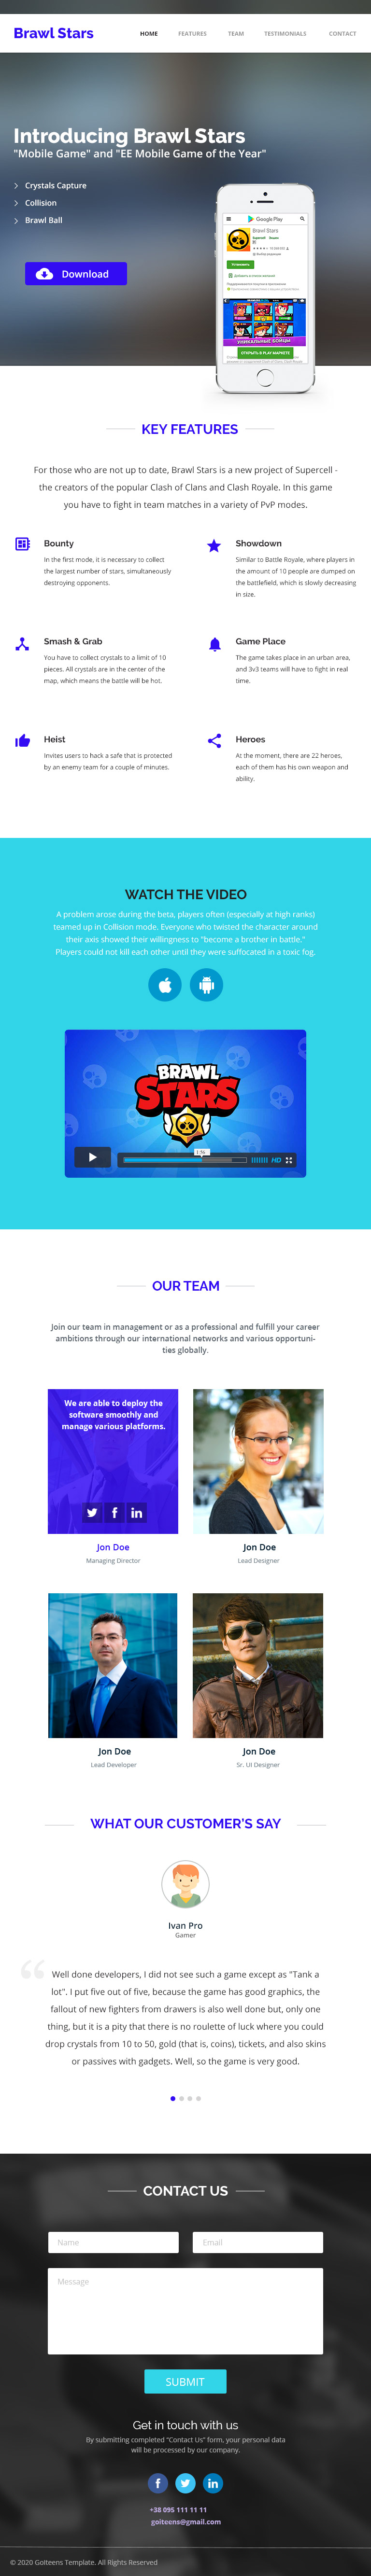 Brawl Stars
HOME FEATURES TEAM TESTIMONIALS CONTACT
Introducing Brawl Stars
"Mobile Game" and "EE Mobile Game of the Year"
Crystals Capture
Collision
Brawl Ball
Download
Google Play
Brawl Stars
Supercell
УНИКАЛЬНЫЕ БОЙЦЫ
ОТКРЫТЬ В PLAY МАРКЕТЕ
KEY FEATURES
For those who are not up to date, Brawl Stars is a new project of Supercell -
the creators of the popular Clash of Clans and Clash Royale. In this game
you have to fight in team matches in a variety of PvP modes.
Bounty
In the first mode, it is necessary to collect
the largest number of stars, simultaneously
destroying opponents.
Showdown
Similar to Battle Royale, where players in
the amount of 10 people are dumped on
the battlefield, which is slowly decreasing
in size.
Smash & Grab
You have to collect crystals to a limit of 10
pieces. All crystals are in the center of the
map, which means the battle will be hot.
Game Place
The game takes place in an urban area,
and 3v3 teams will have to fight in real
time.
Heist
Invites users to hack a safe that is protected
by an enemy team for a couple of minutes.
Heroes
At the moment, there are 22 heroes,
each of them has his own weapon and
ability.
WATCH THE VIDEO
A problem arose during the beta, players often (especially at high ranks)
teamed up in Collision mode. Everyone who twisted the character around
their axis showed their willingness to "become a brother in battle."
Players could not kill each other until they were suffocated in a toxic fog.
BRAWL
STARS
1:36
HD
OUR TEAM
Join our team in management or as a professional and fulfill your career
ambitions through our international networks and various opportuni-
ties globally.
We are able to deploy the
software smoothly and
manage various platforms.
Jon Doe
Managing Director
Jon Doe
Lead Designer
Jon Doe
Lead Developer
Jon Doe
Sr. UI Designer
WHAT OUR CUSTOMER'S SAY
Ivan Pro
Gamer
Well done developers, I did not see such a game except as "Tank a
lot". I put five out of five, because the game has good graphics, the
fallout of new fighters from drawers is also well done but, only one
thing, but it is a pity that there is no roulette of luck where you could
drop crystals from 10 to 50, gold (that is, coins), tickets, and also skins
or passives with gadgets. Well, so the game is very good.
CONTACT US
Name
Email
Message
SUBMIT
Get in touch with us
By submitting completed "Contact Us" form, your personal data
will be processed by our company.
+38 095 111 11 11
goiteens@gmail.com
© 2020 GoIteens Template, All Rights Reserved